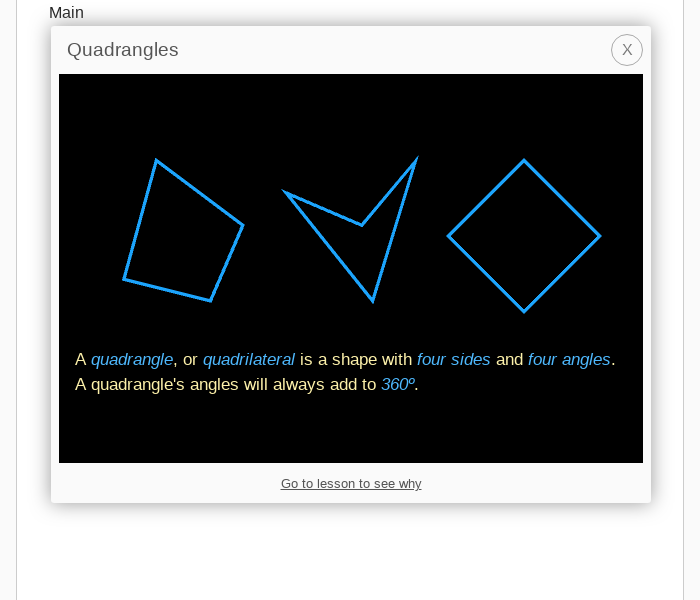 Main
Quadrangles
X
A quadrangle, or quadrilateral is a shape with four sides and four angles.
A quadrangle's angles will always add to 360º.
Go to lesson to see why